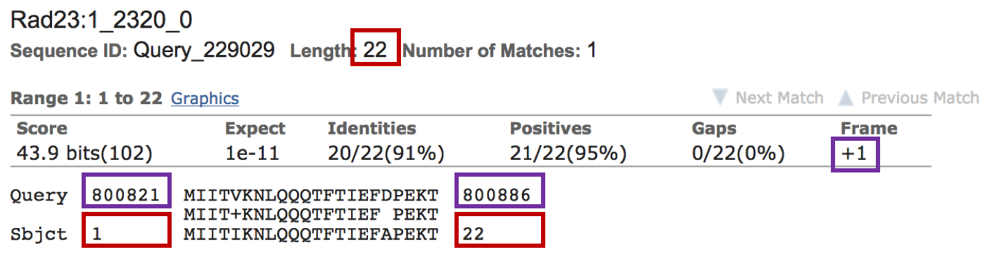 Rad23:1_2320_0
Sequence ID: Query_229029 Length: 22 Number of Matches: 1
Range 1: 1 to 22 Graphics Next Match Previous Match
Score Expect Identities Positives Gaps Frame
43.9 bits(102) 1e-11 20/22(91%) 21/22(95%) 0/22(0%) +1
Query 800821 MIITVKNLQQQTFTIEFDPEKT 800886
MIIT+KNLQQQTFTIEF PEKT
Sbjct 1 MIITIKNLQQQTFTIEFAPEKT 22